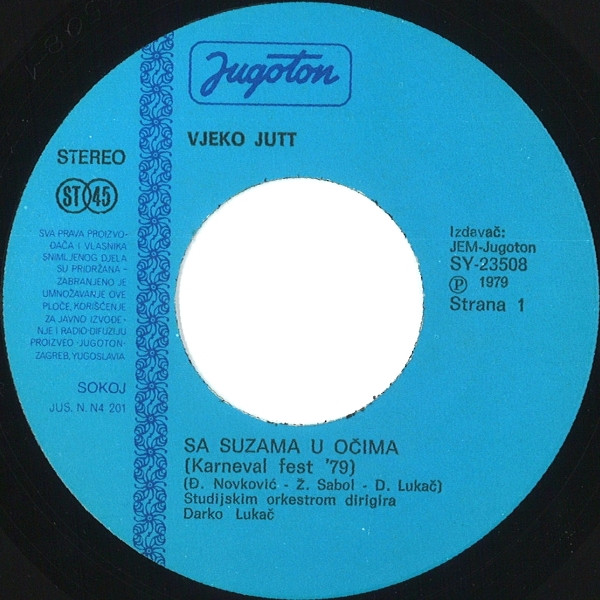 Jugoton
VJEKO JUTT
STEREO
ST 45
SVA PRAVA PROIZVO-
ĐAČA I VLASNIKA
SNIMLJENOG DJELA
SU PRIDRŽANA -
ZABRANJENO JE
UMNOŽAVANJE OVE
PLOČE, KORIŠĆENJE
ZA JAVNO IZVOĐE-
NJE I RADIO-DIFUZIJU
PROIZVEO JUGOTON-
ZAGREB, YUGOSLAVIA
SOKOJ
JUS. N. N4 201
Izdavač:
JEM-Jugoton
SY-23508
Ⓟ 1979
Strana 1
SA SUZAMA U OČIMA
(Karneval fest '79)
(Đ. Novković - Ž. Sabol - D. Lukač)
Studijskim orkestrom dirigira
Darko Lukač